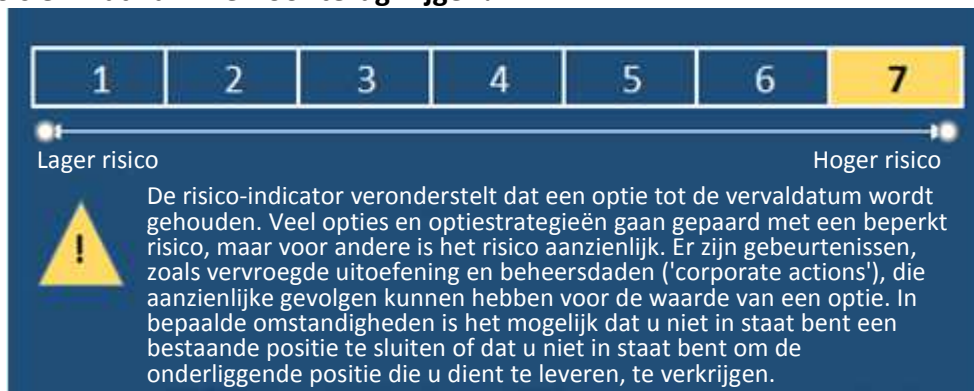 1 2 3 4 5 6 7
Lager risico Hoger risico
De risico-indicator veronderstelt dat een optie tot de vervaldatum wordt
gehouden. Veel opties en optiestrategieën gaan gepaard met een beperkt
risico, maar voor andere is het risico aanzienlijk. Er zijn gebeurtenissen,
zoals vervroegde uitoefening en beheersdaden ('corporate actions'), die
aanzienlijke gevolgen kunnen hebben voor de waarde van een optie. In
bepaalde omstandigheden is het mogelijk dat u niet in staat bent een
bestaande positie te sluiten of dat u niet in staat bent om de
onderliggende positie die u dient te leveren, te verkrijgen.
!